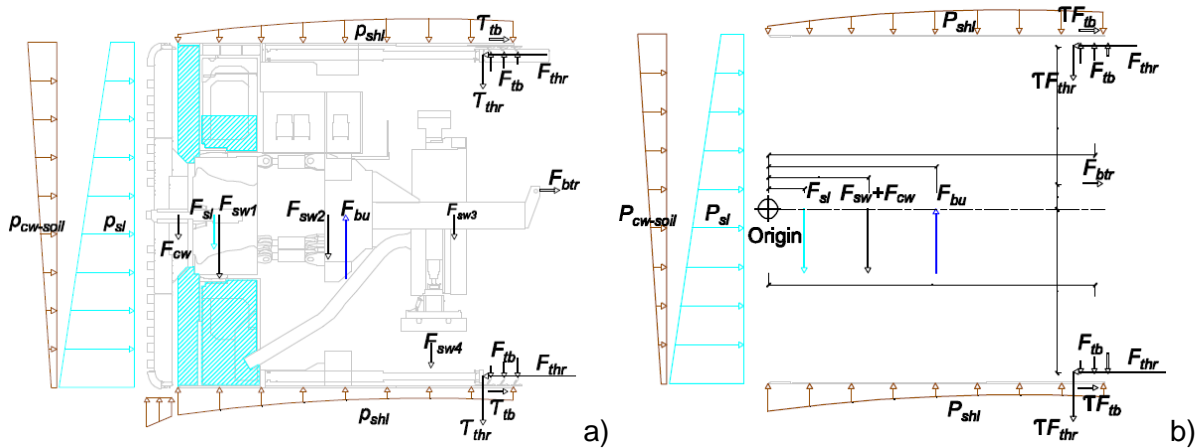 p_shl
T_tb
F_tb
F_thr
T_thr
F_btr
F_sl
F_sw1
F_sw2
F_bu
F_sw3
p_cw-soil
p_sl
F_cw
F_sw4
F_tb
F_thr
p_shl
T_thr
T_tb
a)
P_shl
TF_tb
F_tb
F_thr
TF_thr
F_btr
F_sl
F_sw+F_cw
F_bu
P_cw-soil
P_sl
Origin
F_tb
F_thr
P_shl
TF_thr
TF_tb
b)